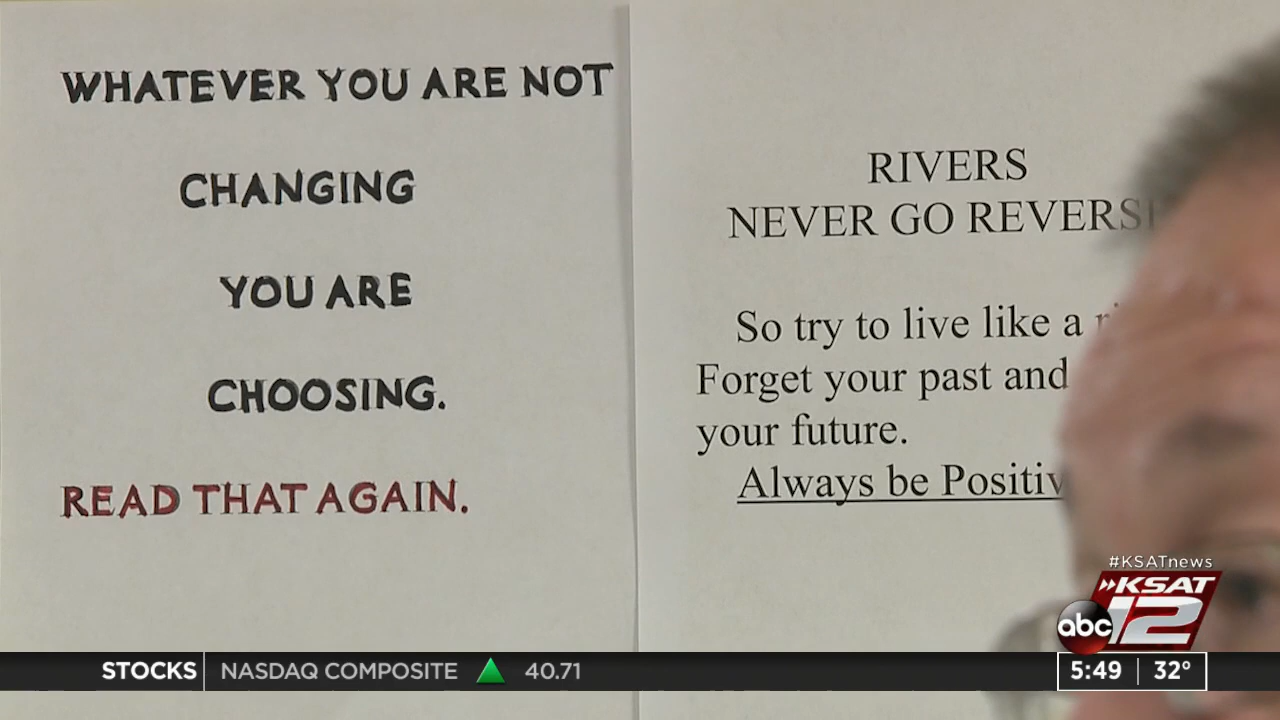 WHATEVER YOU ARE NOT
CHANGING
YOU ARE
CHOOSING.
READ THAT AGAIN.
RIVERS
NEVER GO
So try to live like a
Forget your past and
your future.
Always be
#KSATnews
KSAT
abc 12
STOCKS NASDAQ COMPOSITE 40.71
5:49 32°